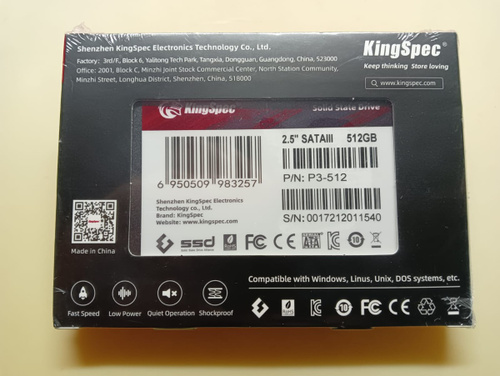 Shenzhen KingSpec Electronics Technology Co., Ltd.
Factory: 3rd/F, Block 6, Yalitong Tech Park, Tangxia, Dongguan, Guangdong, China, 523000
Office: 2001, Block C, Minzhi Joint Stock Commercial Center, North Station Community,
Minzhi Street, Longhua District, Shenzhen, China, 518000
KingSpec®
Keep thinking Store loving
www.kingspec.com
KingSpec
Solid State Drive
2.5" SATAIII 512GB
6 950509 983257
P/N: P3-512
Shenzhen KingSpec Electronics
Technology co., Ltd.
Brand: KingSpec
Website: www.kingspec.com
S/N: 0017212011540
ssd
FC CE
SATA
10
Made in China
Compatible with Windows, Linus, Unix, DOS systems, etc.
Fast Speed
Low Power
Quiet Operation
Shockproof
10
FC CE